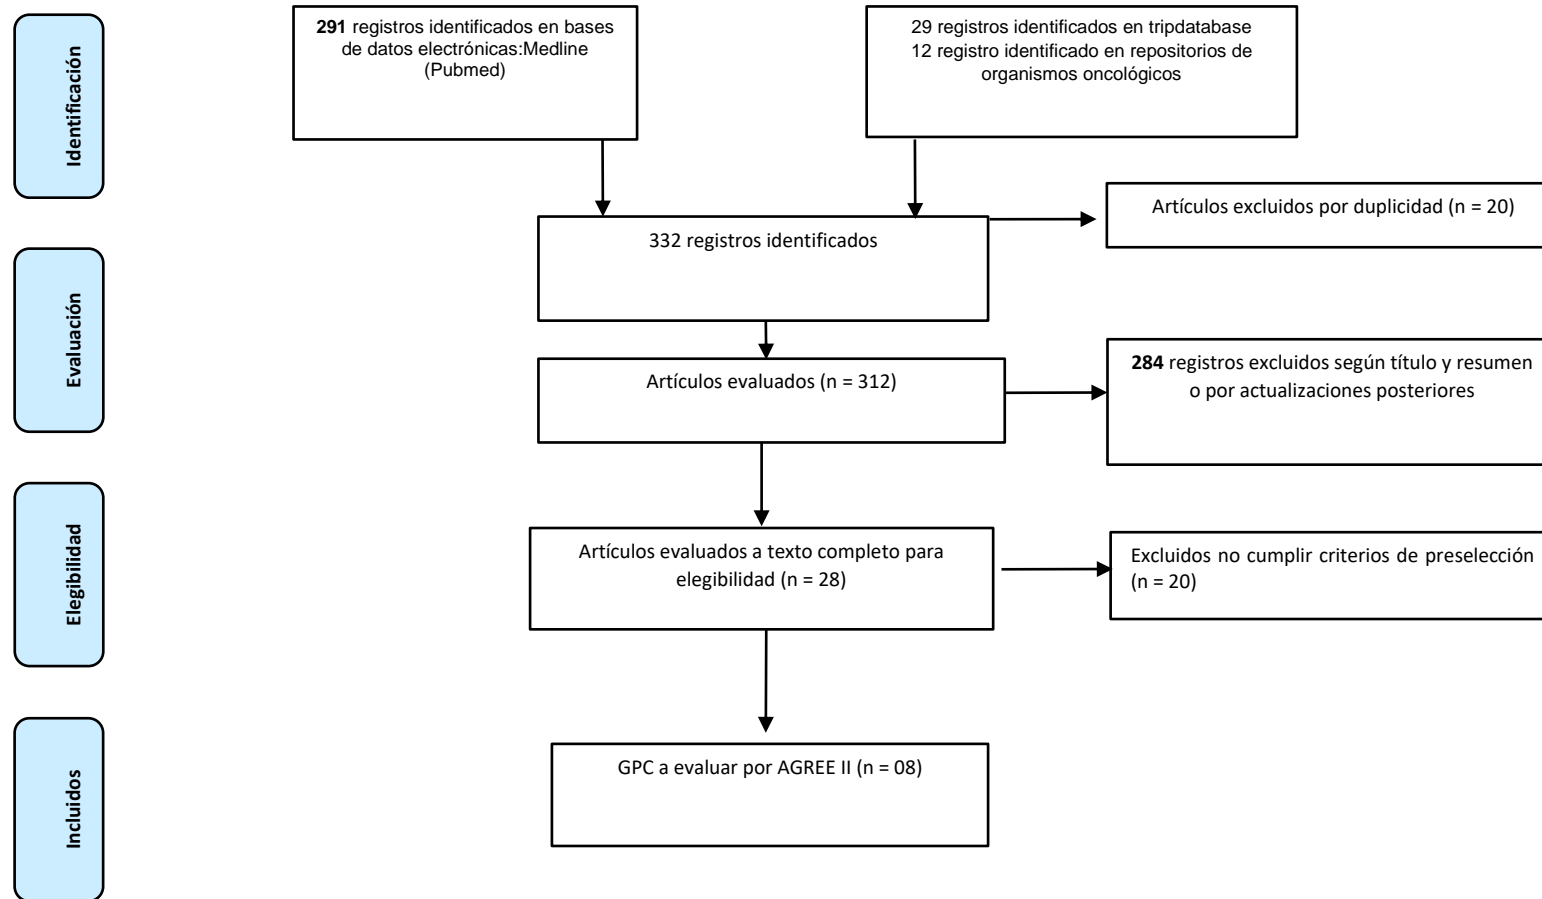 Identificación
291 registros identificados en bases
de datos electrónicas:Medline
(Pubmed)
29 registros identificados en tripdatabase
12 registro identificado en repositorios de
organismos oncológicos
Artículos excluidos por duplicidad (n = 20)
332 registros identificados
Evaluación
Artículos evaluados (n = 312)
284 registros excluidos según título y resumen
o por actualizaciones posteriores
Elegibilidad
Artículos evaluados a texto completo para
elegibilidad (n = 28)
Excluidos no cumplir criterios de preselección
(n = 20)
Incluidos
GPC a evaluar por AGREE II (n = 08)